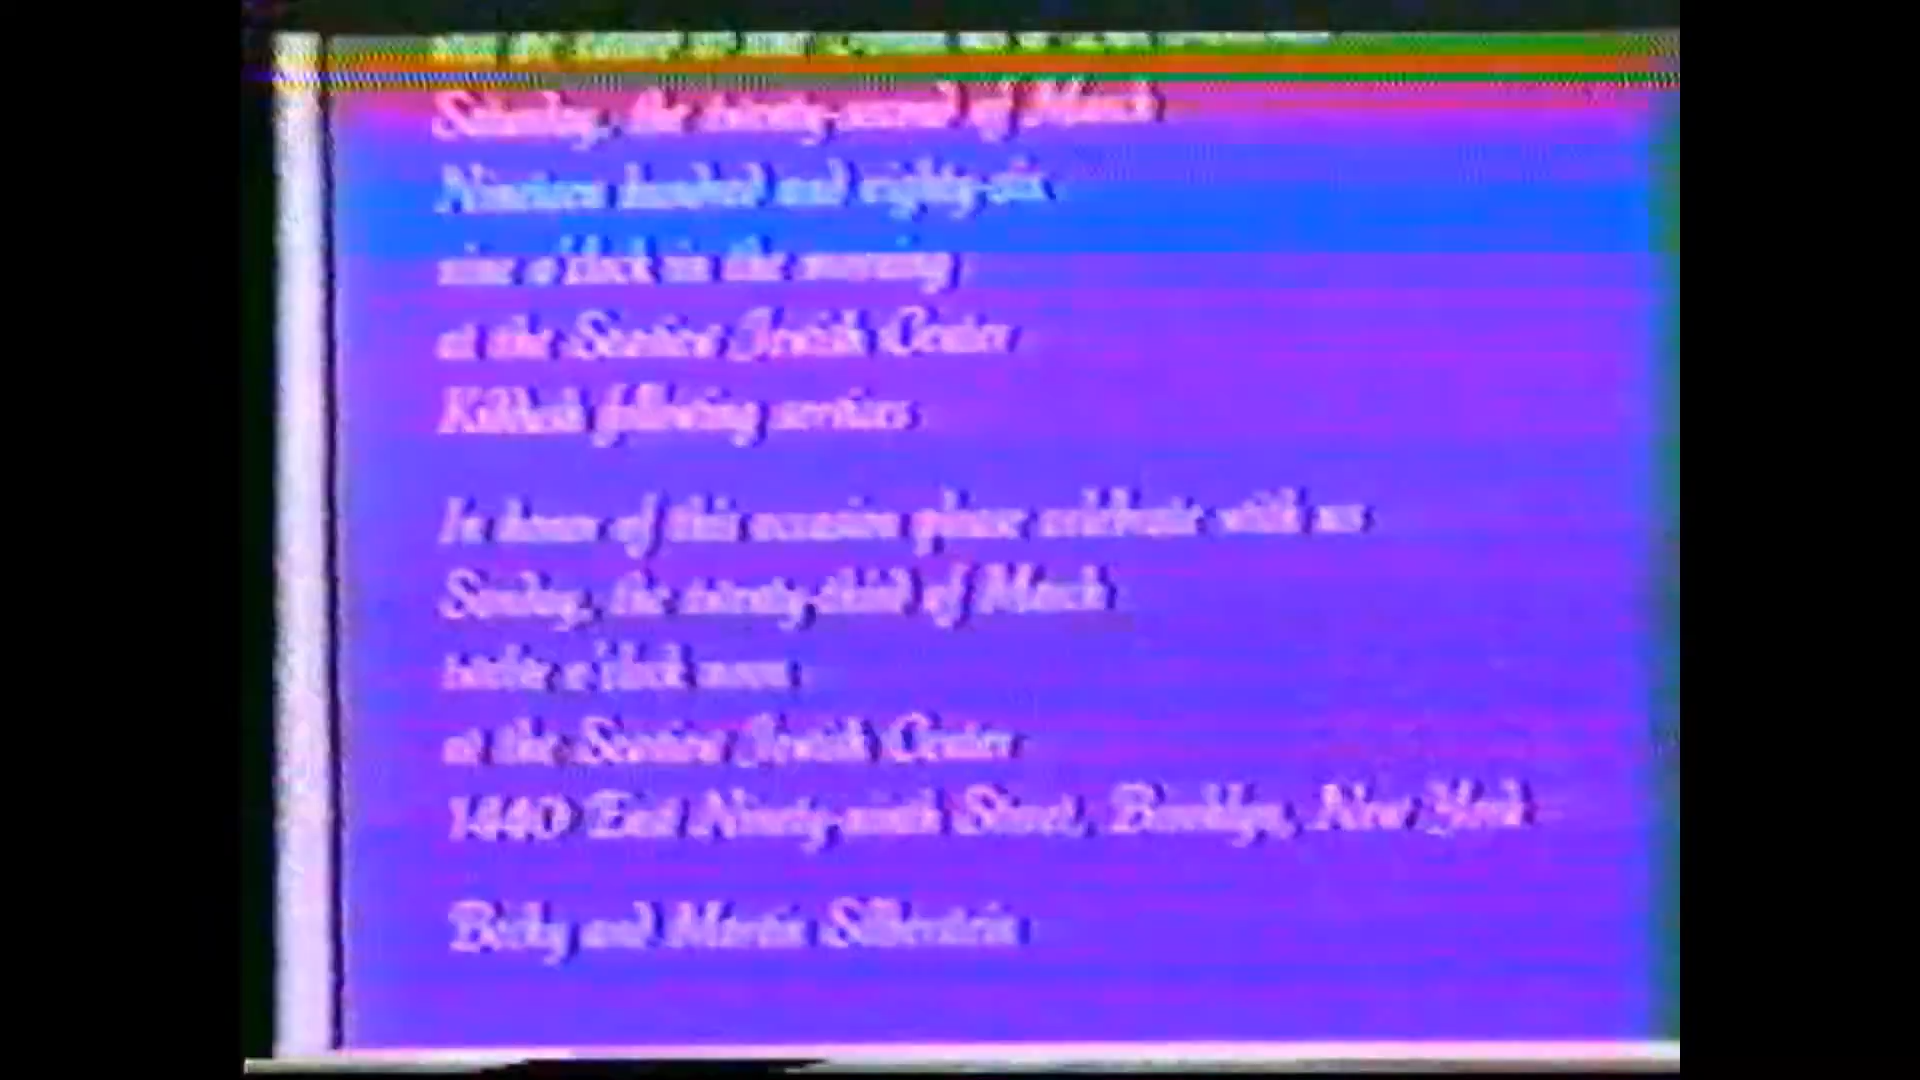 Saturday, the twenty-second of March
Nineteen hundred and eighty-six
nine o'clock in the morning
at the Seaview Jewish Center
Kiddush following services
In honor of this occasion please celebrate with us
Sunday, the twenty-third of March
twelve o'clock noon
at the Seaview Jewish Center
1440 East Ninety-ninth Street, Brooklyn, New York
Becky and Martin Silberstein